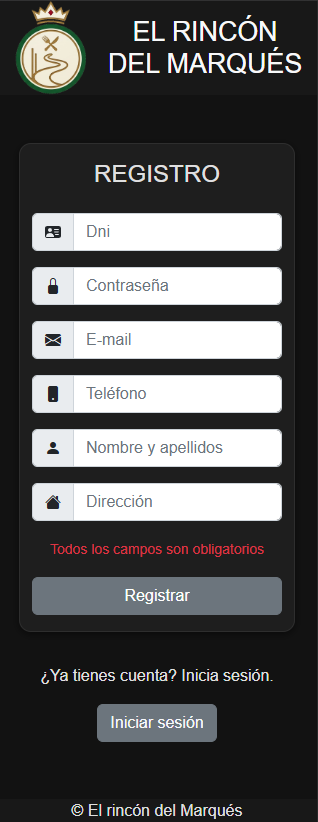 EL RINCÓN
DEL MARQUÉS
REGISTRO
Dni
Contraseña
E-mail
Teléfono
Nombre y apellidos
Dirección
Todos los campos son obligatorios
Registrar
¿Ya tienes cuenta? Inicia sesión.
Iniciar sesión
© El rincón del Marqués